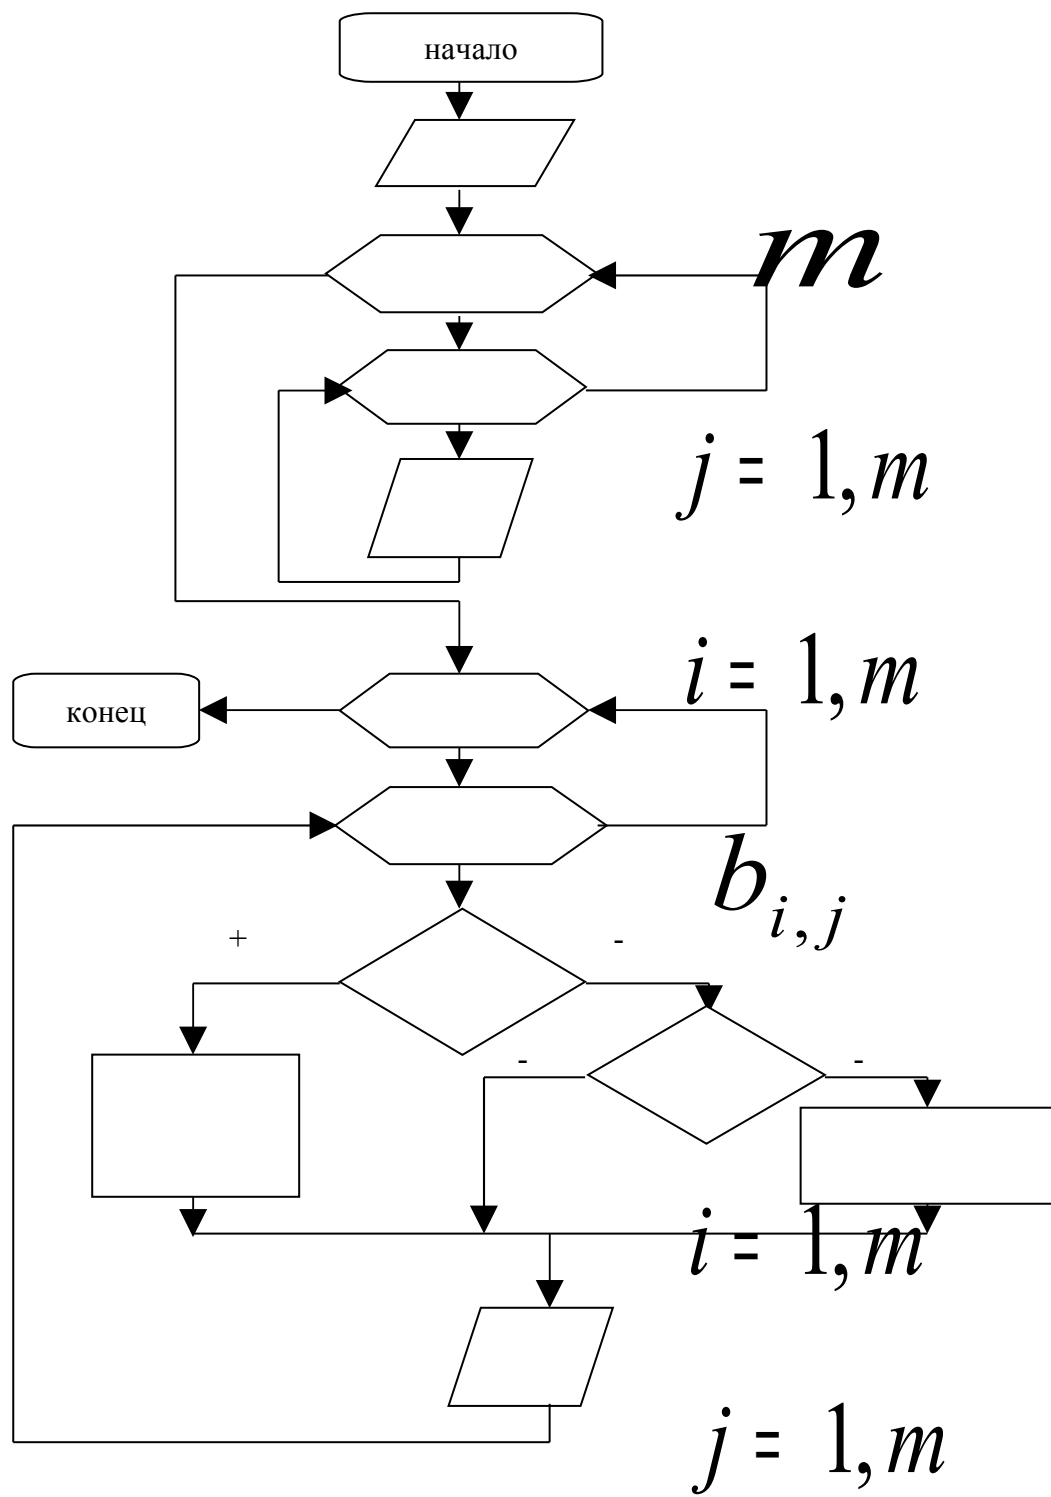 начало
m
j = 1, m
i = 1, m
конец
b i, j
+ -
- -
i = 1, m
j = 1, m